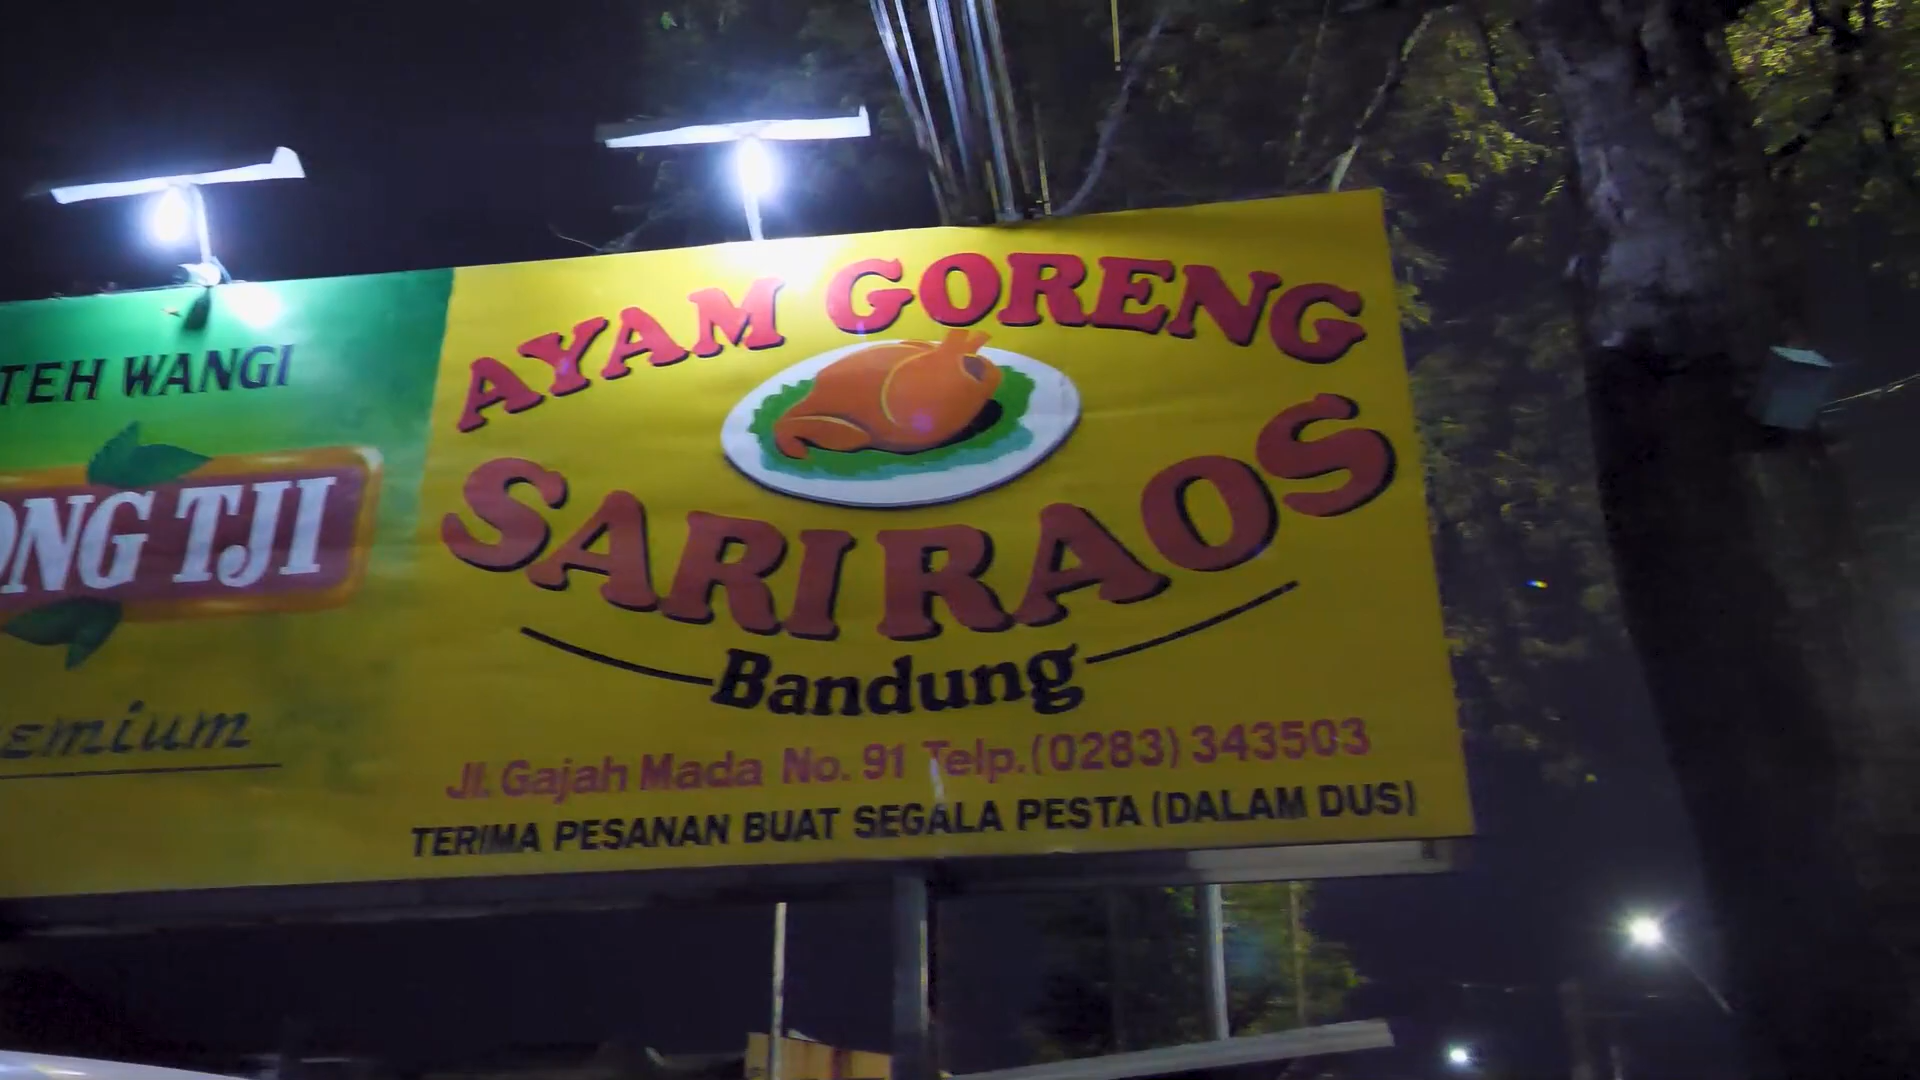 TEH WANGI
ONG TJI
emium
AYAM GORENG
SARI RAOS
Bandung
Jl. Gajah Mada No. 91 Telp. (0283) 343503
TERIMA PESANAN BUAT SEGALA PESTA (DALAM DUS)